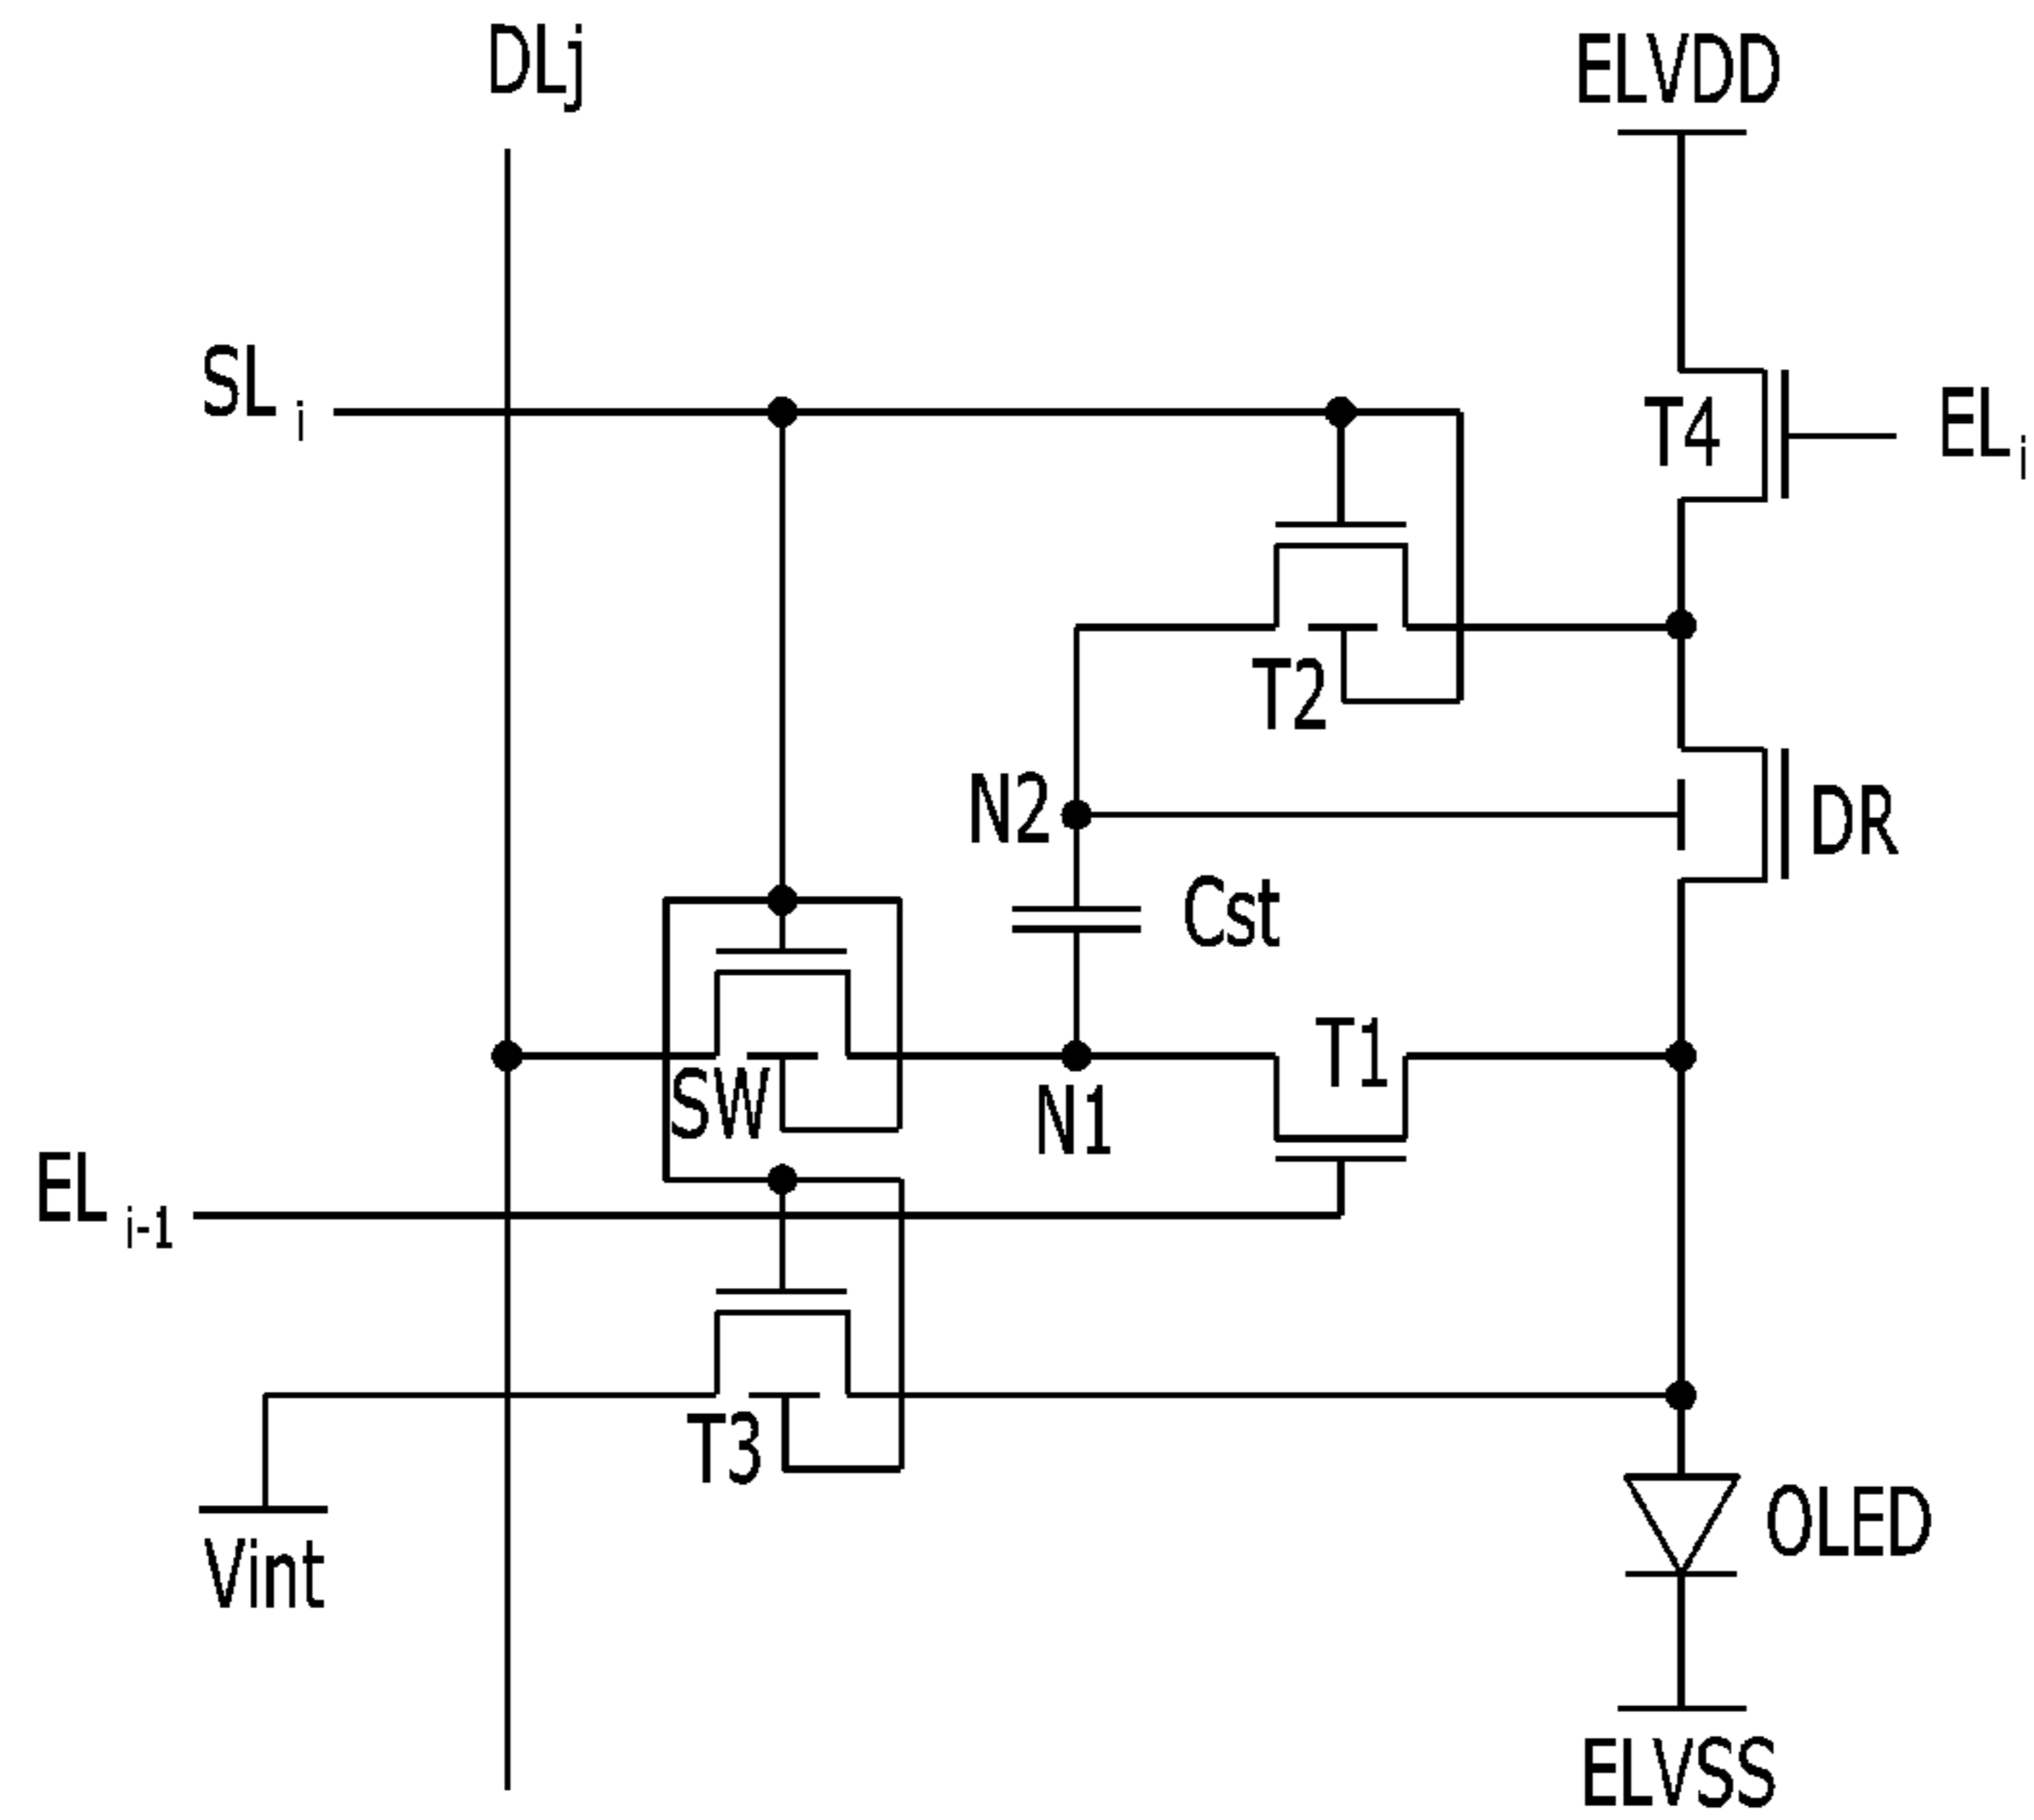 DLj
ELVDD
SL i
T4
EL i
T2
N2
DR
Cst
T1
SW
N1
EL i-1
T3
OLED
Vint
ELVSS